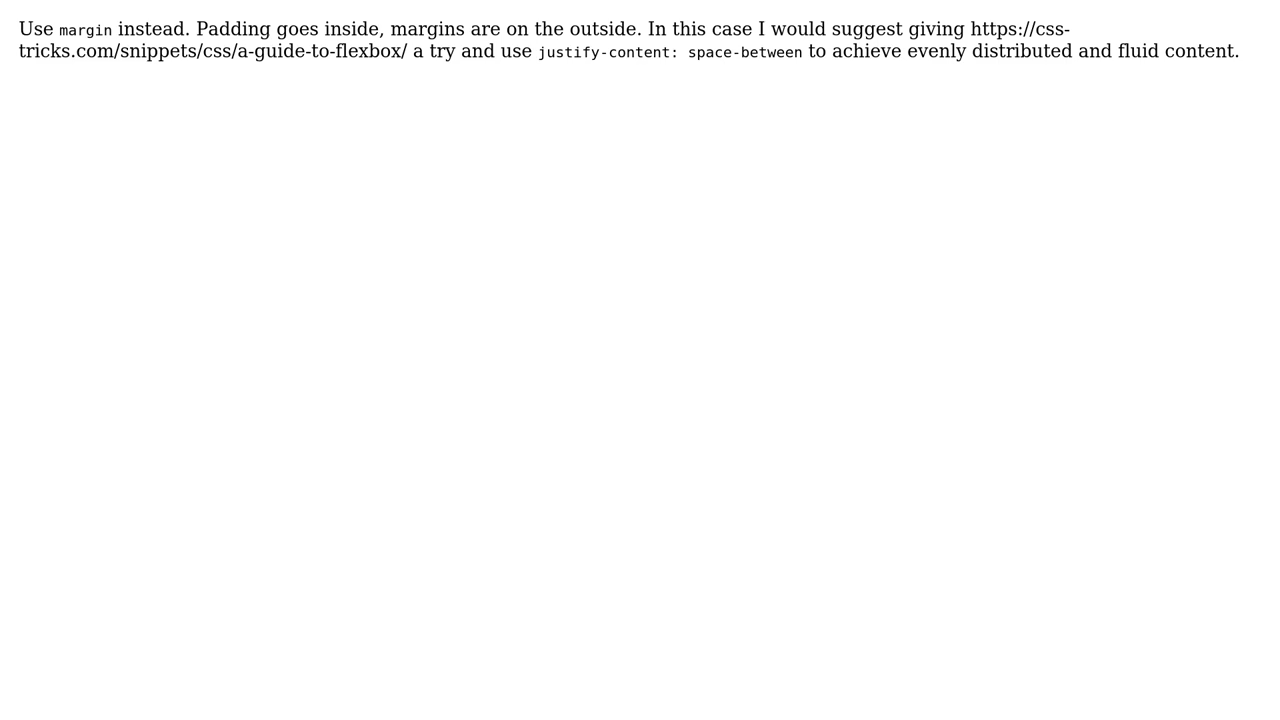 Use margin instead. Padding goes inside, margins are on the outside. In this case I would suggest giving https://css-
tricks.com/snippets/css/a-guide-to-flexbox/ a try and use justify-content: space-between to achieve evenly distributed and fluid content.